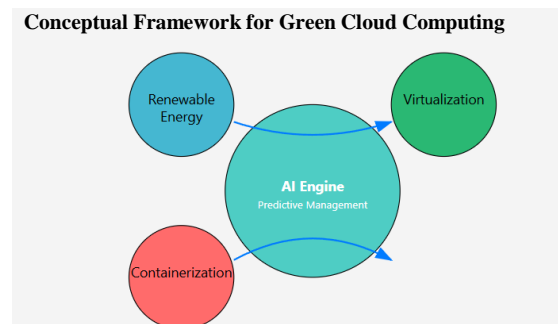 Conceptual Framework for Green Cloud Computing
Renewable
Energy
Virtualization
AI Engine
Predictive Management
Containerization